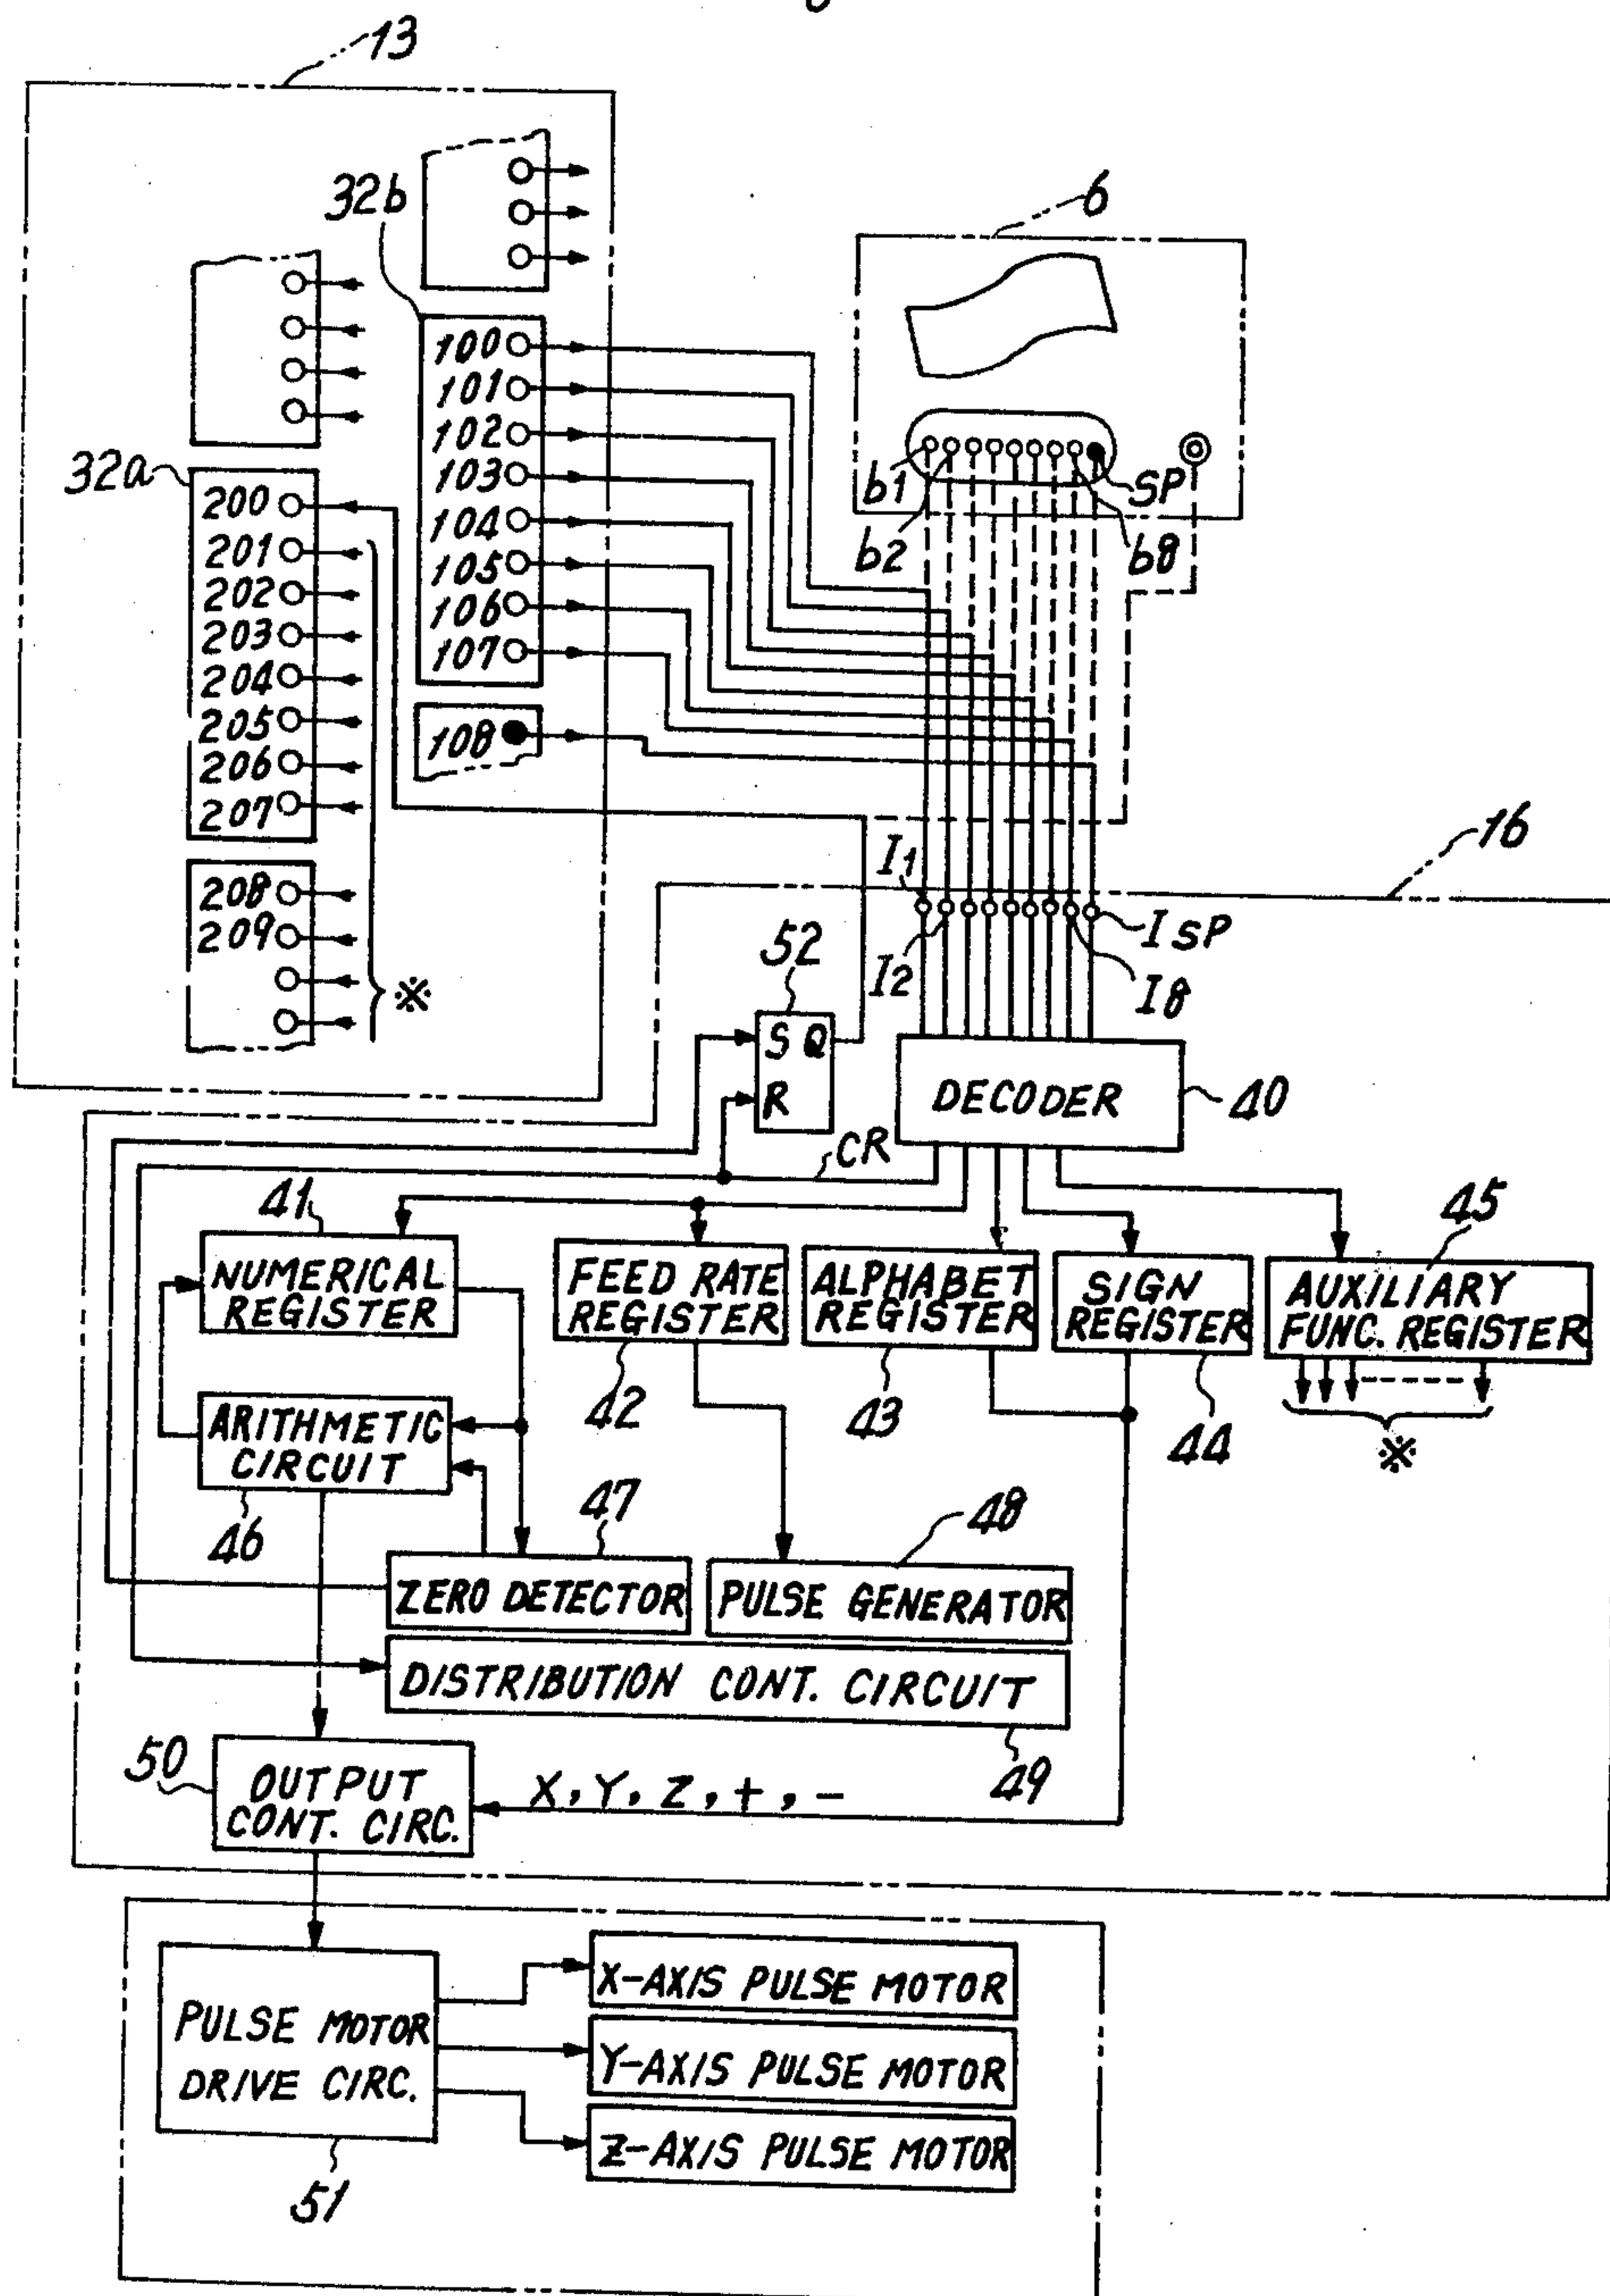 13
32b
6
100
101
102
103
104
105
106
107
108
b1
b2
SP
b8
32a
200
201
202
203
204
205
206
207
208
209
※
16
I1
I2
ISP
I8
52
S Q
R
DECODER
40
CR
41
NUMERICAL
REGISTER
FEED RATE
REGISTER
42
ALPHABET
REGISTER
43
SIGN
REGISTER
44
45
AUXILIARY
FUNC. REGISTER
※
ARITHMETIC
CIRCUIT
46
47
ZERO DETECTOR
48
PULSE GENERATOR
DISTRIBUTION CONT. CIRCUIT
49
50
OUTPUT
CONT. CIRC.
X, Y, Z, +, -
PULSE MOTOR
DRIVE CIRC.
51
X-AXIS PULSE MOTOR
Y-AXIS PULSE MOTOR
Z-AXIS PULSE MOTOR